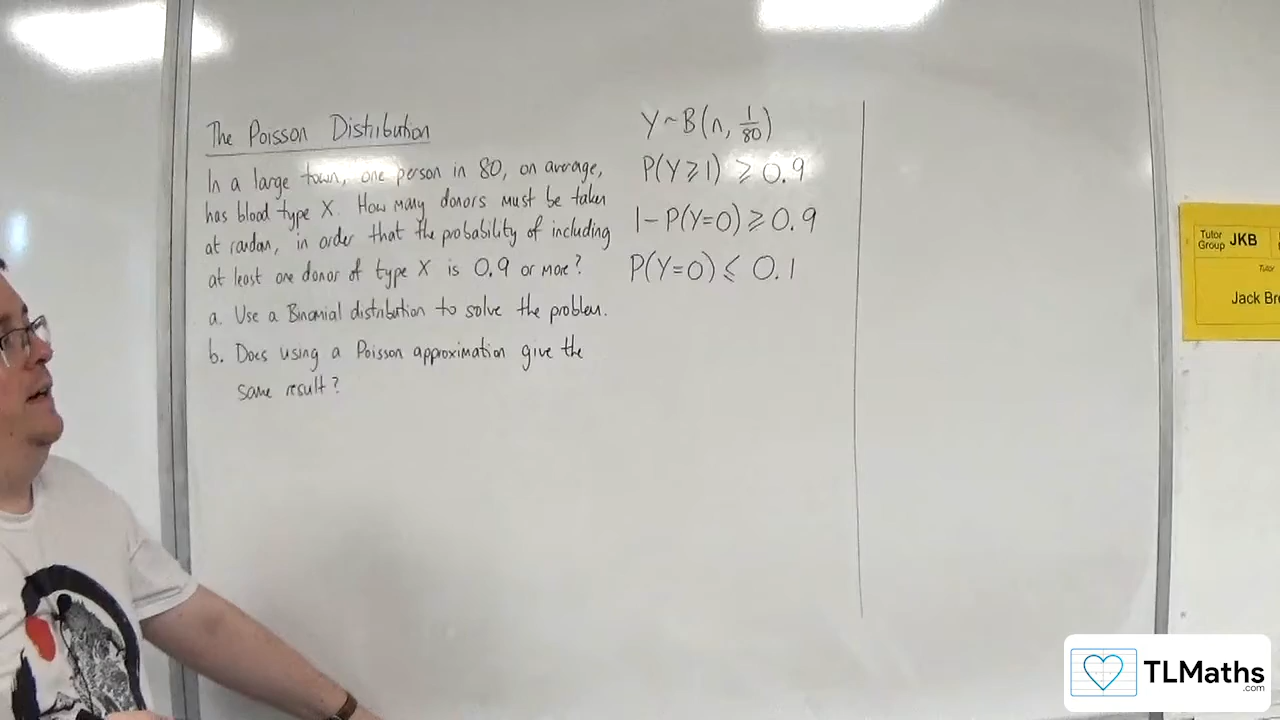 The Poisson Distribution
In a large town, one person in 80, on average,
has blood type X. How many donors must be taken
at random, in order that the probability of including
at least one donor of type X is 0.9 or more?
a. Use a Binomial distribution to solve the problem.
b. Does using a Poisson approximation give the
same result?
Y~B(n, 1/80)
P(Y⩾1) ⩾ 0.9
1-P(Y=0) ⩾ 0.9
P(Y=0) ⩽ 0.1
Tutor
Group JKB
Tutor
TLMaths
.com